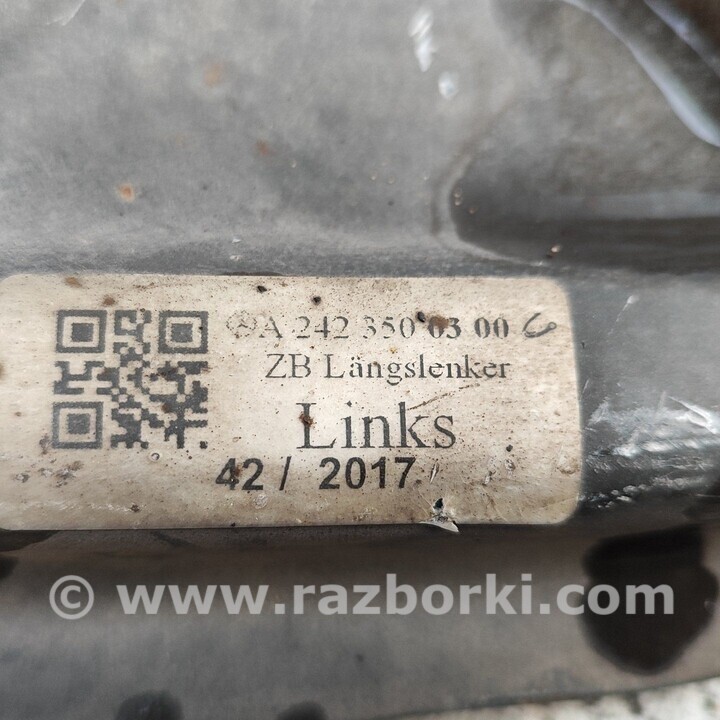 A 242 350 03 00
ZB Längslenker
Links
42 / 2017
© www.razborki.com